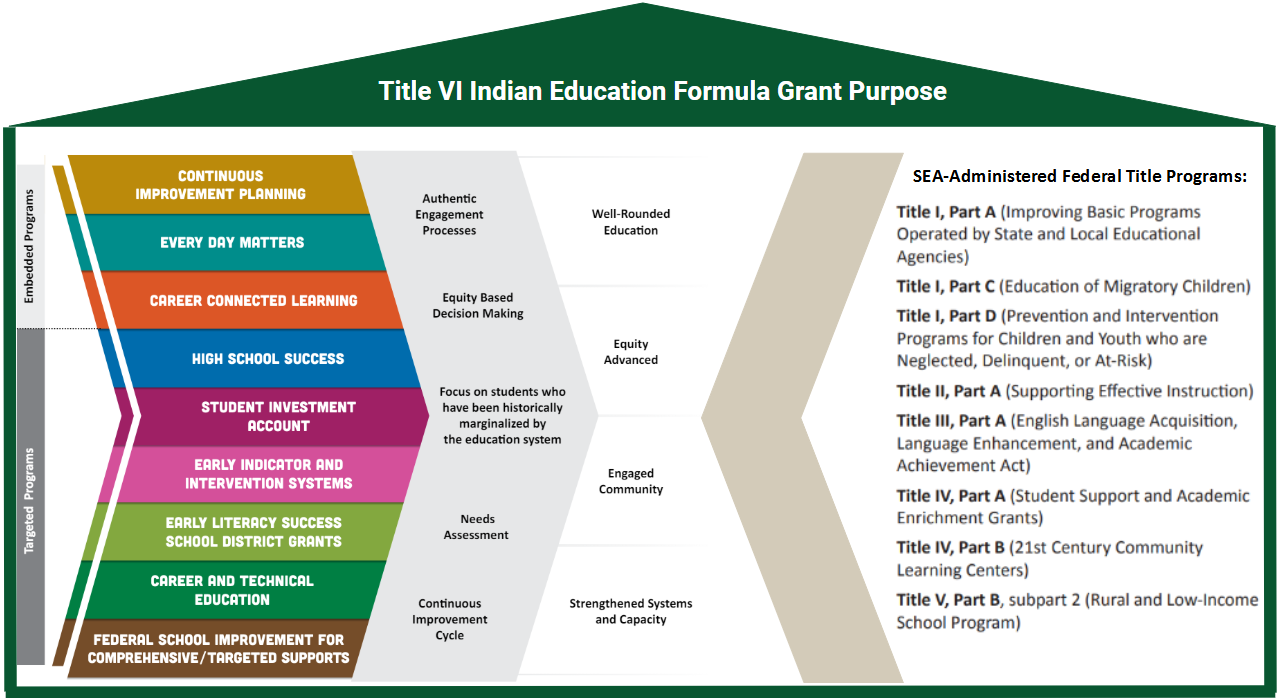 Title VI Indian Education Formula Grant Purpose
Embedded Programs
Targeted Programs
CONTINUOUS
IMPROVEMENT PLANNING
EVERY DAY MATTERS
CAREER CONNECTED LEARNING
HIGH SCHOOL SUCCESS
STUDENT INVESTMENT
ACCOUNT
EARLY INDICATOR AND
INTERVENTION SYSTEMS
EARLY LITERACY SUCCESS
SCHOOL DISTRICT GRANTS
CAREER AND TECHNICAL
EDUCATION
FEDERAL SCHOOL IMPROVEMENT FOR
COMPREHENSIVE/TARGETED SUPPORTS
Authentic
Engagement
Processes
Equity Based
Decision Making
Focus on students who
have been historically
marginalized by
the education system
Needs
Assessment
Continuous
Improvement
Cycle
Well-Rounded
Education
Equity
Advanced
Engaged
Community
Strengthened Systems
and Capacity
SEA-Administered Federal Title Programs:
Title I, Part A (Improving Basic Programs
Operated by State and Local Educational
Agencies)
Title I, Part C (Education of Migratory Children)
Title I, Part D (Prevention and Intervention
Programs for Children and Youth who are
Neglected, Delinquent, or At-Risk)
Title II, Part A (Supporting Effective Instruction)
Title III, Part A (English Language Acquisition,
Language Enhancement, and Academic
Achievement Act)
Title IV, Part A (Student Support and Academic
Enrichment Grants)
Title IV, Part B (21st Century Community
Learning Centers)
Title V, Part B, subpart 2 (Rural and Low-Income
School Program)